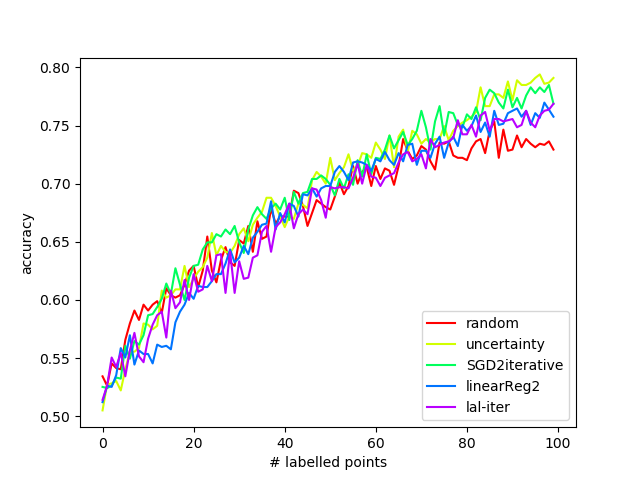 0.80
0.75
0.70
0.65
0.60
0.55
0.50
accuracy
0 20 40 60 80 100
# labelled points
random
uncertainty
SGD2iterative
linearReg2
lal-iter